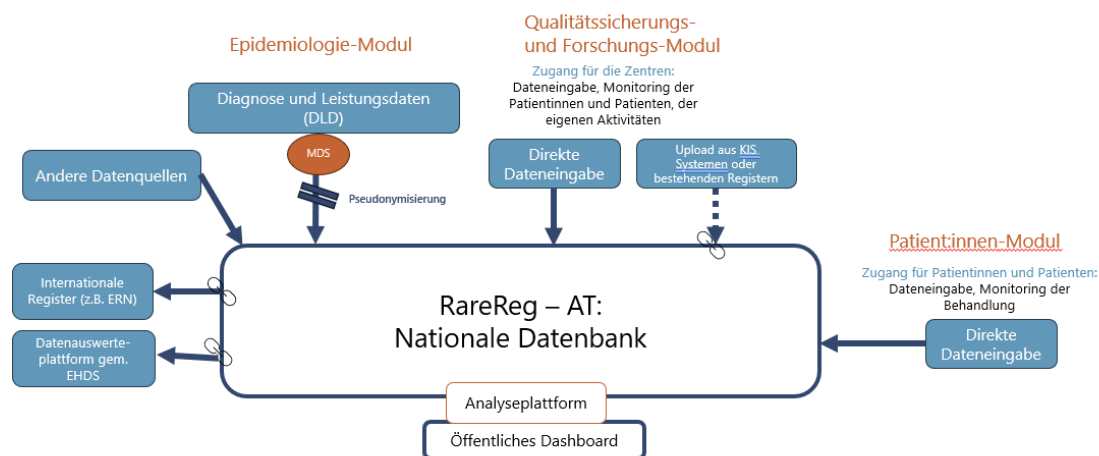 Epidemiologie-Modul
Diagnose und Leistungsdaten
(DLD)
MDS
Pseudonymisierung
Andere Datenquellen
Qualitätssicherungs-
und Forschungs-Modul
Zugang für die Zentren:
Dateneingabe, Monitoring der
Patientinnen und Patienten, der
eigenen Aktivitäten
Direkte
Dateneingabe
Upload aus KIS
Systemen oder
bestehenden Registern
Patient:innen-Modul
Zugang für Patientinnen und Patienten:
Dateneingabe, Monitoring der
Behandlung
Direkte
Dateneingabe
Internationale
Register (z.B. ERN)
Datenauswerte-
plattform gem.
EHDS
RareReg – AT:
Nationale Datenbank
Analyseplattform
Öffentliches Dashboard